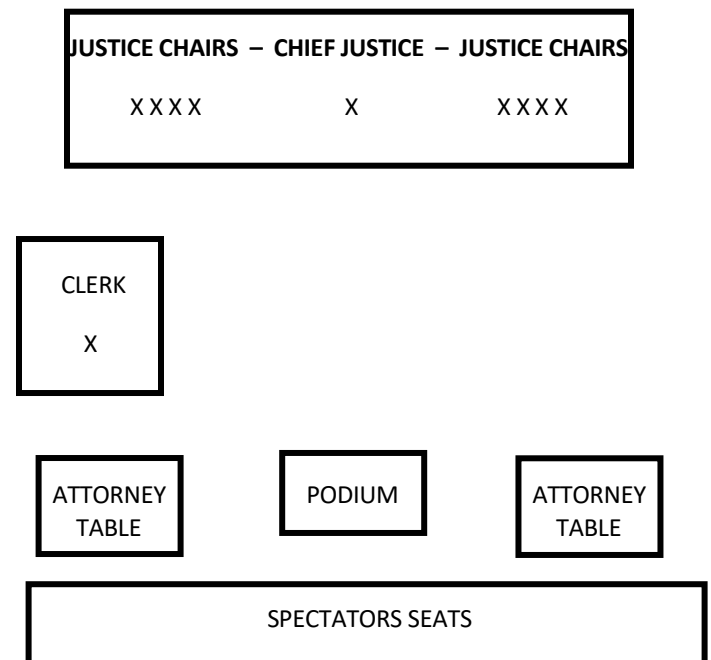 JUSTICE CHAIRS – CHIEF JUSTICE – JUSTICE CHAIRS
X X X X X X X X X
CLERK
X
ATTORNEY
TABLE
PODIUM
ATTORNEY
TABLE
SPECTATORS SEATS